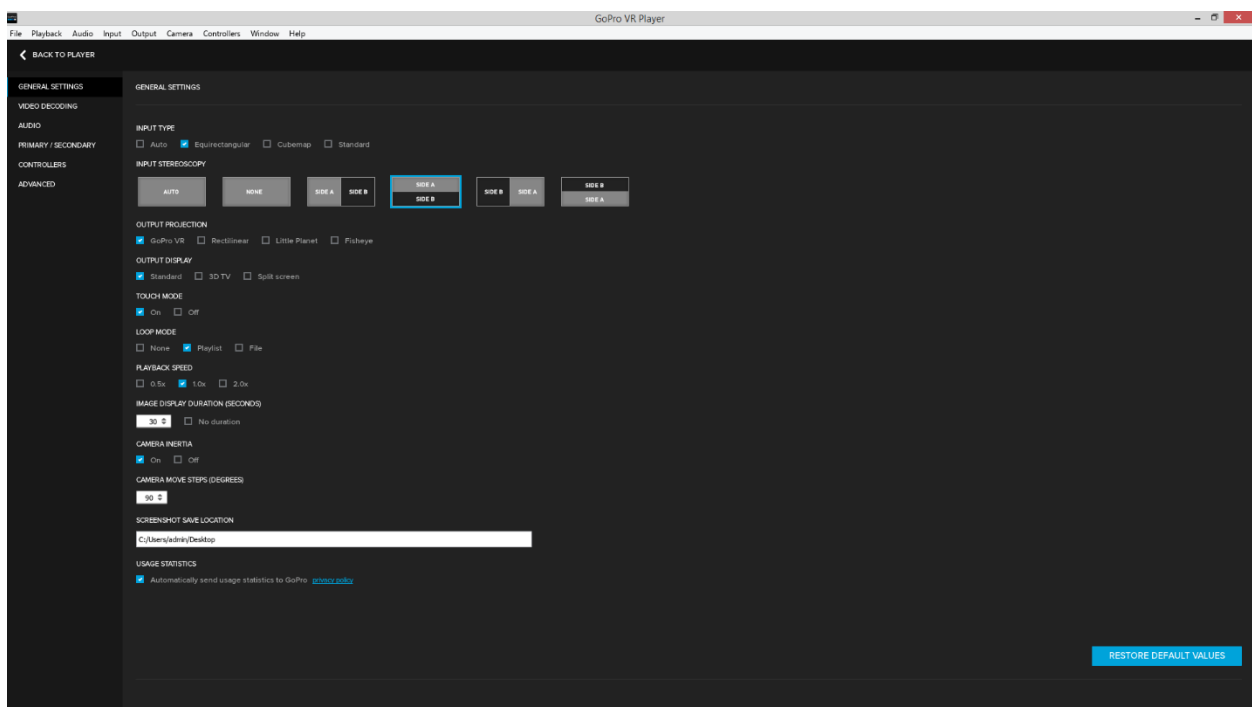 GoPro VR Player
File Playback Audio Input Output Camera Controllers Window Help
BACK TO PLAYER
GENERAL SETTINGS
VIDEO DECODING
AUDIO
PRIMARY / SECONDARY
CONTROLLERS
ADVANCED
GENERAL SETTINGS
INPUT TYPE
Auto Equirectangular Cubemap Standard
INPUT STEREOSCOPY
AUTO NONE SIDE A SIDE B SIDE A SIDE B SIDE B SIDE A SIDE B SIDE A
OUTPUT PROJECTION
GoPro VR Rectilinear Little Planet Fisheye
OUTPUT DISPLAY
Standard 3D TV Split screen
TOUCH MODE
On Off
LOOP MODE
None Playlist File
PLAYBACK SPEED
0.5x 1.0x 2.0x
IMAGE DISPLAY DURATION (SECONDS)
30 No duration
CAMERA INERTIA
On Off
CAMERA MOVE STEPS (DEGREES)
90
SCREENSHOT SAVE LOCATION
C:/Users/admin/Desktop
USAGE STATISTICS
Automatically send usage statistics to GoPro privacy policy
RESTORE DEFAULT VALUES